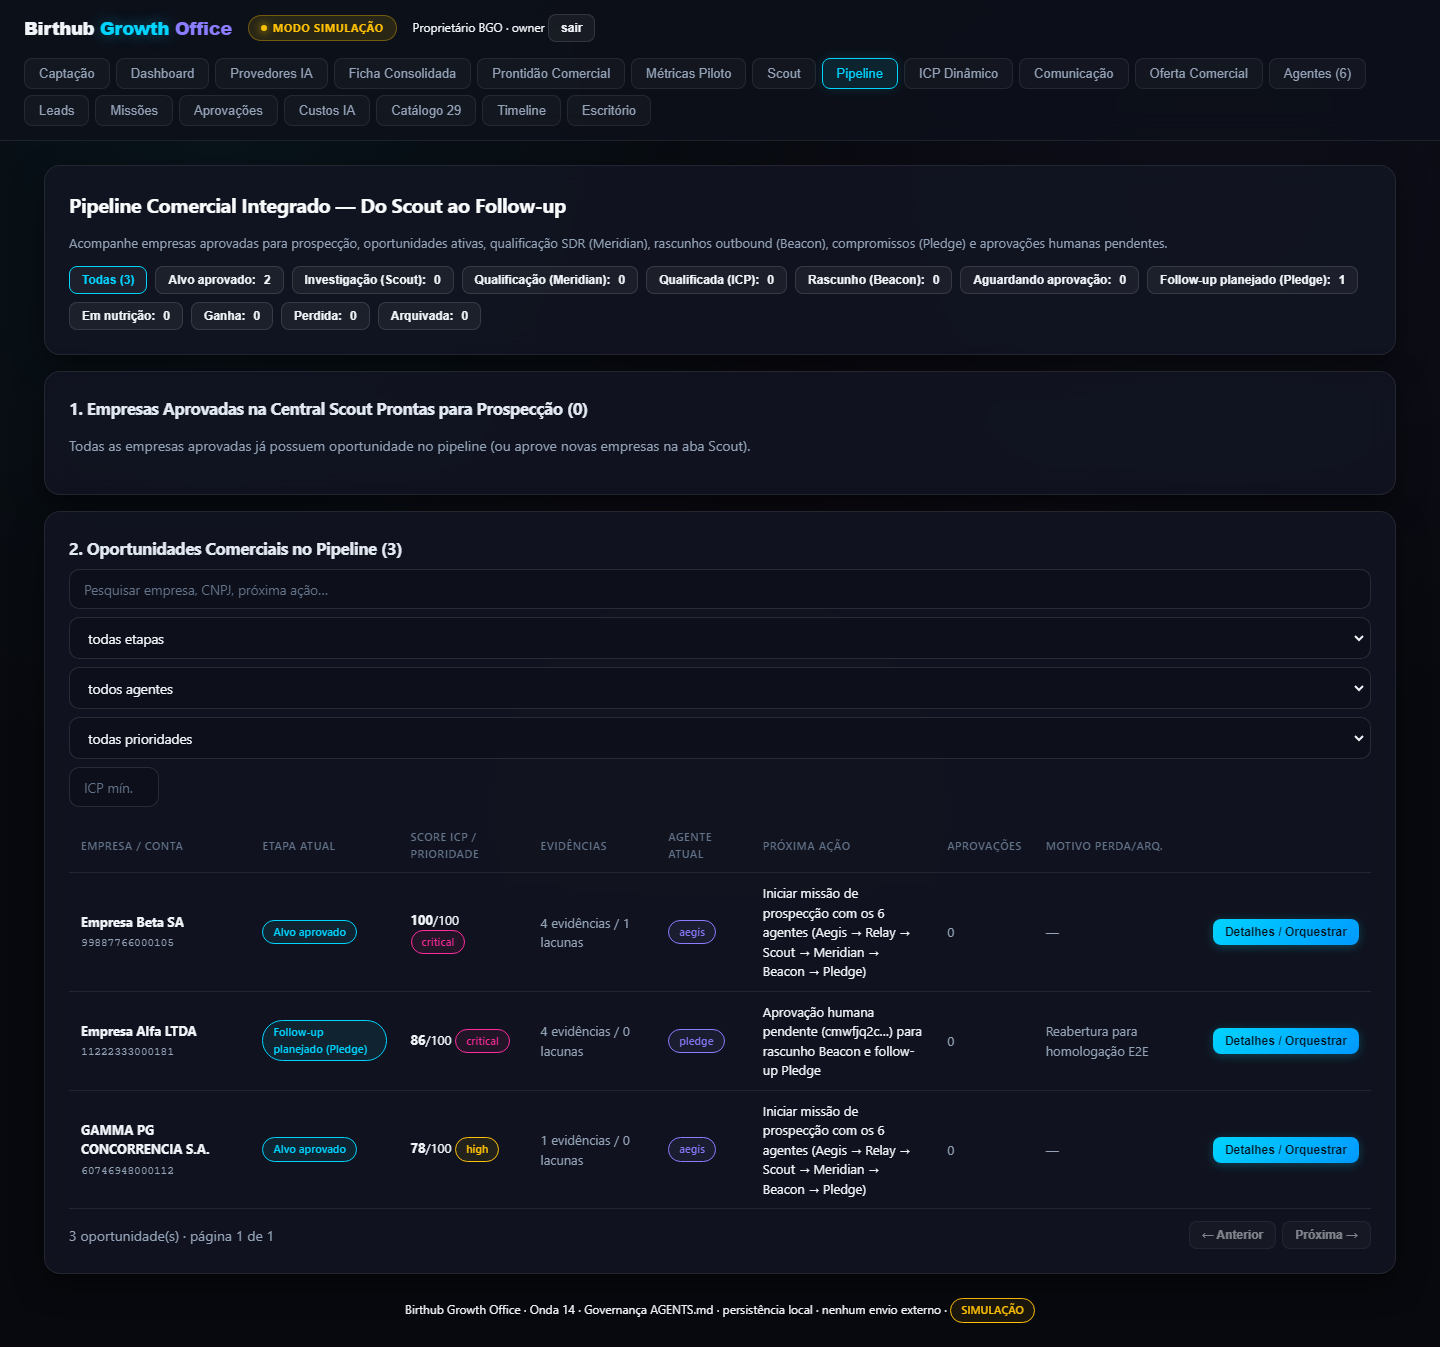 Birthub Growth Office
MODO SIMULAÇÃO
Proprietário BGO · owner
sair
Captação
Dashboard
Provedores IA
Ficha Consolidada
Prontidão Comercial
Métricas Piloto
Scout
Pipeline
ICP Dinâmico
Comunicação
Oferta Comercial
Agentes (6)
Leads
Missões
Aprovações
Custos IA
Catálogo 29
Timeline
Escritório
Pipeline Comercial Integrado — Do Scout ao Follow-up
Acompanhe empresas aprovadas para prospecção, oportunidades ativas, qualificação SDR (Meridian), rascunhos outbound (Beacon), compromissos (Pledge) e aprovações humanas pendentes.
Todas (3)
Alvo aprovado: 2
Investigação (Scout): 0
Qualificação (Meridian): 0
Qualificada (ICP): 0
Rascunho (Beacon): 0
Aguardando aprovação: 0
Follow-up planejado (Pledge): 1
Em nutrição: 0
Ganha: 0
Perdida: 0
Arquivada: 0
1. Empresas Aprovadas na Central Scout Prontas para Prospecção (0)
Todas as empresas aprovadas já possuem oportunidade no pipeline (ou aprove novas empresas na aba Scout).
2. Oportunidades Comerciais no Pipeline (3)
Pesquisar empresa, CNPJ, próxima ação...
todas etapas
todos agentes
todas prioridades
ICP mín.
EMPRESA / CONTA
ETAPA ATUAL
SCORE ICP /
PRIORIDADE
EVIDÊNCIAS
AGENTE
ATUAL
PRÓXIMA AÇÃO
APROVAÇÕES
MOTIVO PERDA/ARQ.
Empresa Beta SA
99887766000105
Alvo aprovado
100/100
critical
4 evidências / 1
lacunas
aegis
Iniciar missão de
prospecção com os 6
agentes (Aegis → Relay →
Scout → Meridian →
Beacon → Pledge)
0
—
Detalhes / Orquestrar
Empresa Alfa LTDA
11222333000181
Follow-up
planejado (Pledge)
86/100 critical
4 evidências / 0
lacunas
pledge
Aprovação humana
pendente (cmwfjq2c...) para
rascunho Beacon e follow-
up Pledge
0
Reabertura para
homologação E2E
Detalhes / Orquestrar
GAMMA PG
CONCORRENCIA S.A.
60746948000112
Alvo aprovado
78/100 high
1 evidências / 0
lacunas
aegis
Iniciar missão de
prospecção com os 6
agentes (Aegis → Relay →
Scout → Meridian →
Beacon → Pledge)
0
—
Detalhes / Orquestrar
3 oportunidade(s) · página 1 de 1
← Anterior
Próxima →
Birthub Growth Office · Onda 14 · Governança AGENTS.md · persistência local · nenhum envio externo · SIMULAÇÃO